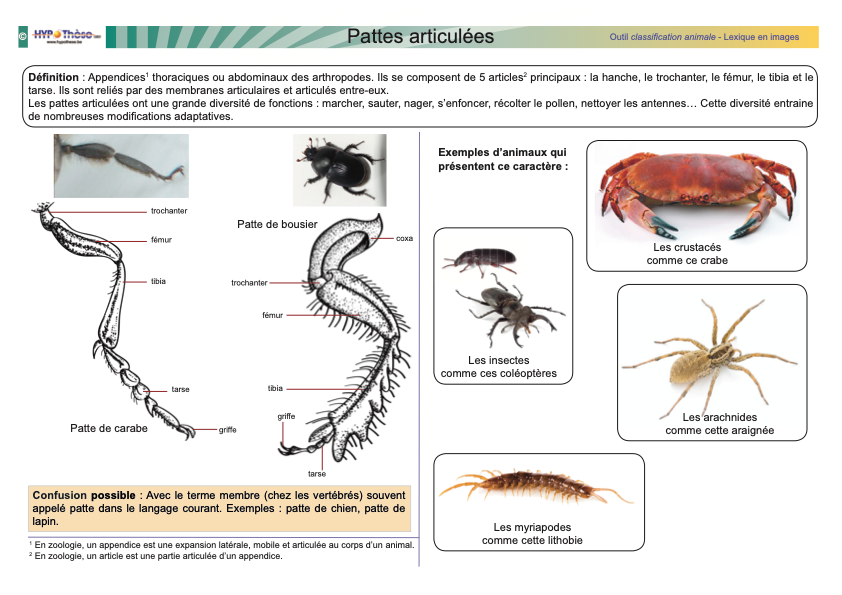 © HYPOTHèse.be
www.hypothese.be
Pattes articulées
Outil classification animale - Lexique en images
Définition : Appendices¹ thoraciques ou abdominaux des arthropodes. Ils se composent de 5 articles² principaux : la hanche, le trochanter, le fémur, le tibia et le
tarse. Ils sont reliés par des membranes articulaires et articulés entre-eux.
Les pattes articulées ont une grande diversité de fonctions : marcher, sauter, nager, s'enfoncer, récolter le pollen, nettoyer les antennes… Cette diversité entraine
de nombreuses modifications adaptatives.
trochanter
fémur
tibia
tarse
griffe
Patte de carabe
Patte de bousier
coxa
trochanter
fémur
tibia
griffe
tarse
Confusion possible : Avec le terme membre (chez les vertébrés) souvent
appelé patte dans le langage courant. Exemples : patte de chien, patte de
lapin.
¹ En zoologie, un appendice est une expansion latérale, mobile et articulée au corps d'un animal.
² En zoologie, un article est une partie articulée d'un appendice.
Exemples d'animaux qui
présentent ce caractère :
Les crustacés
comme ce crabe
Les insectes
comme ces coléoptères
Les arachnides
comme cette araignée
Les myriapodes
comme cette lithobie